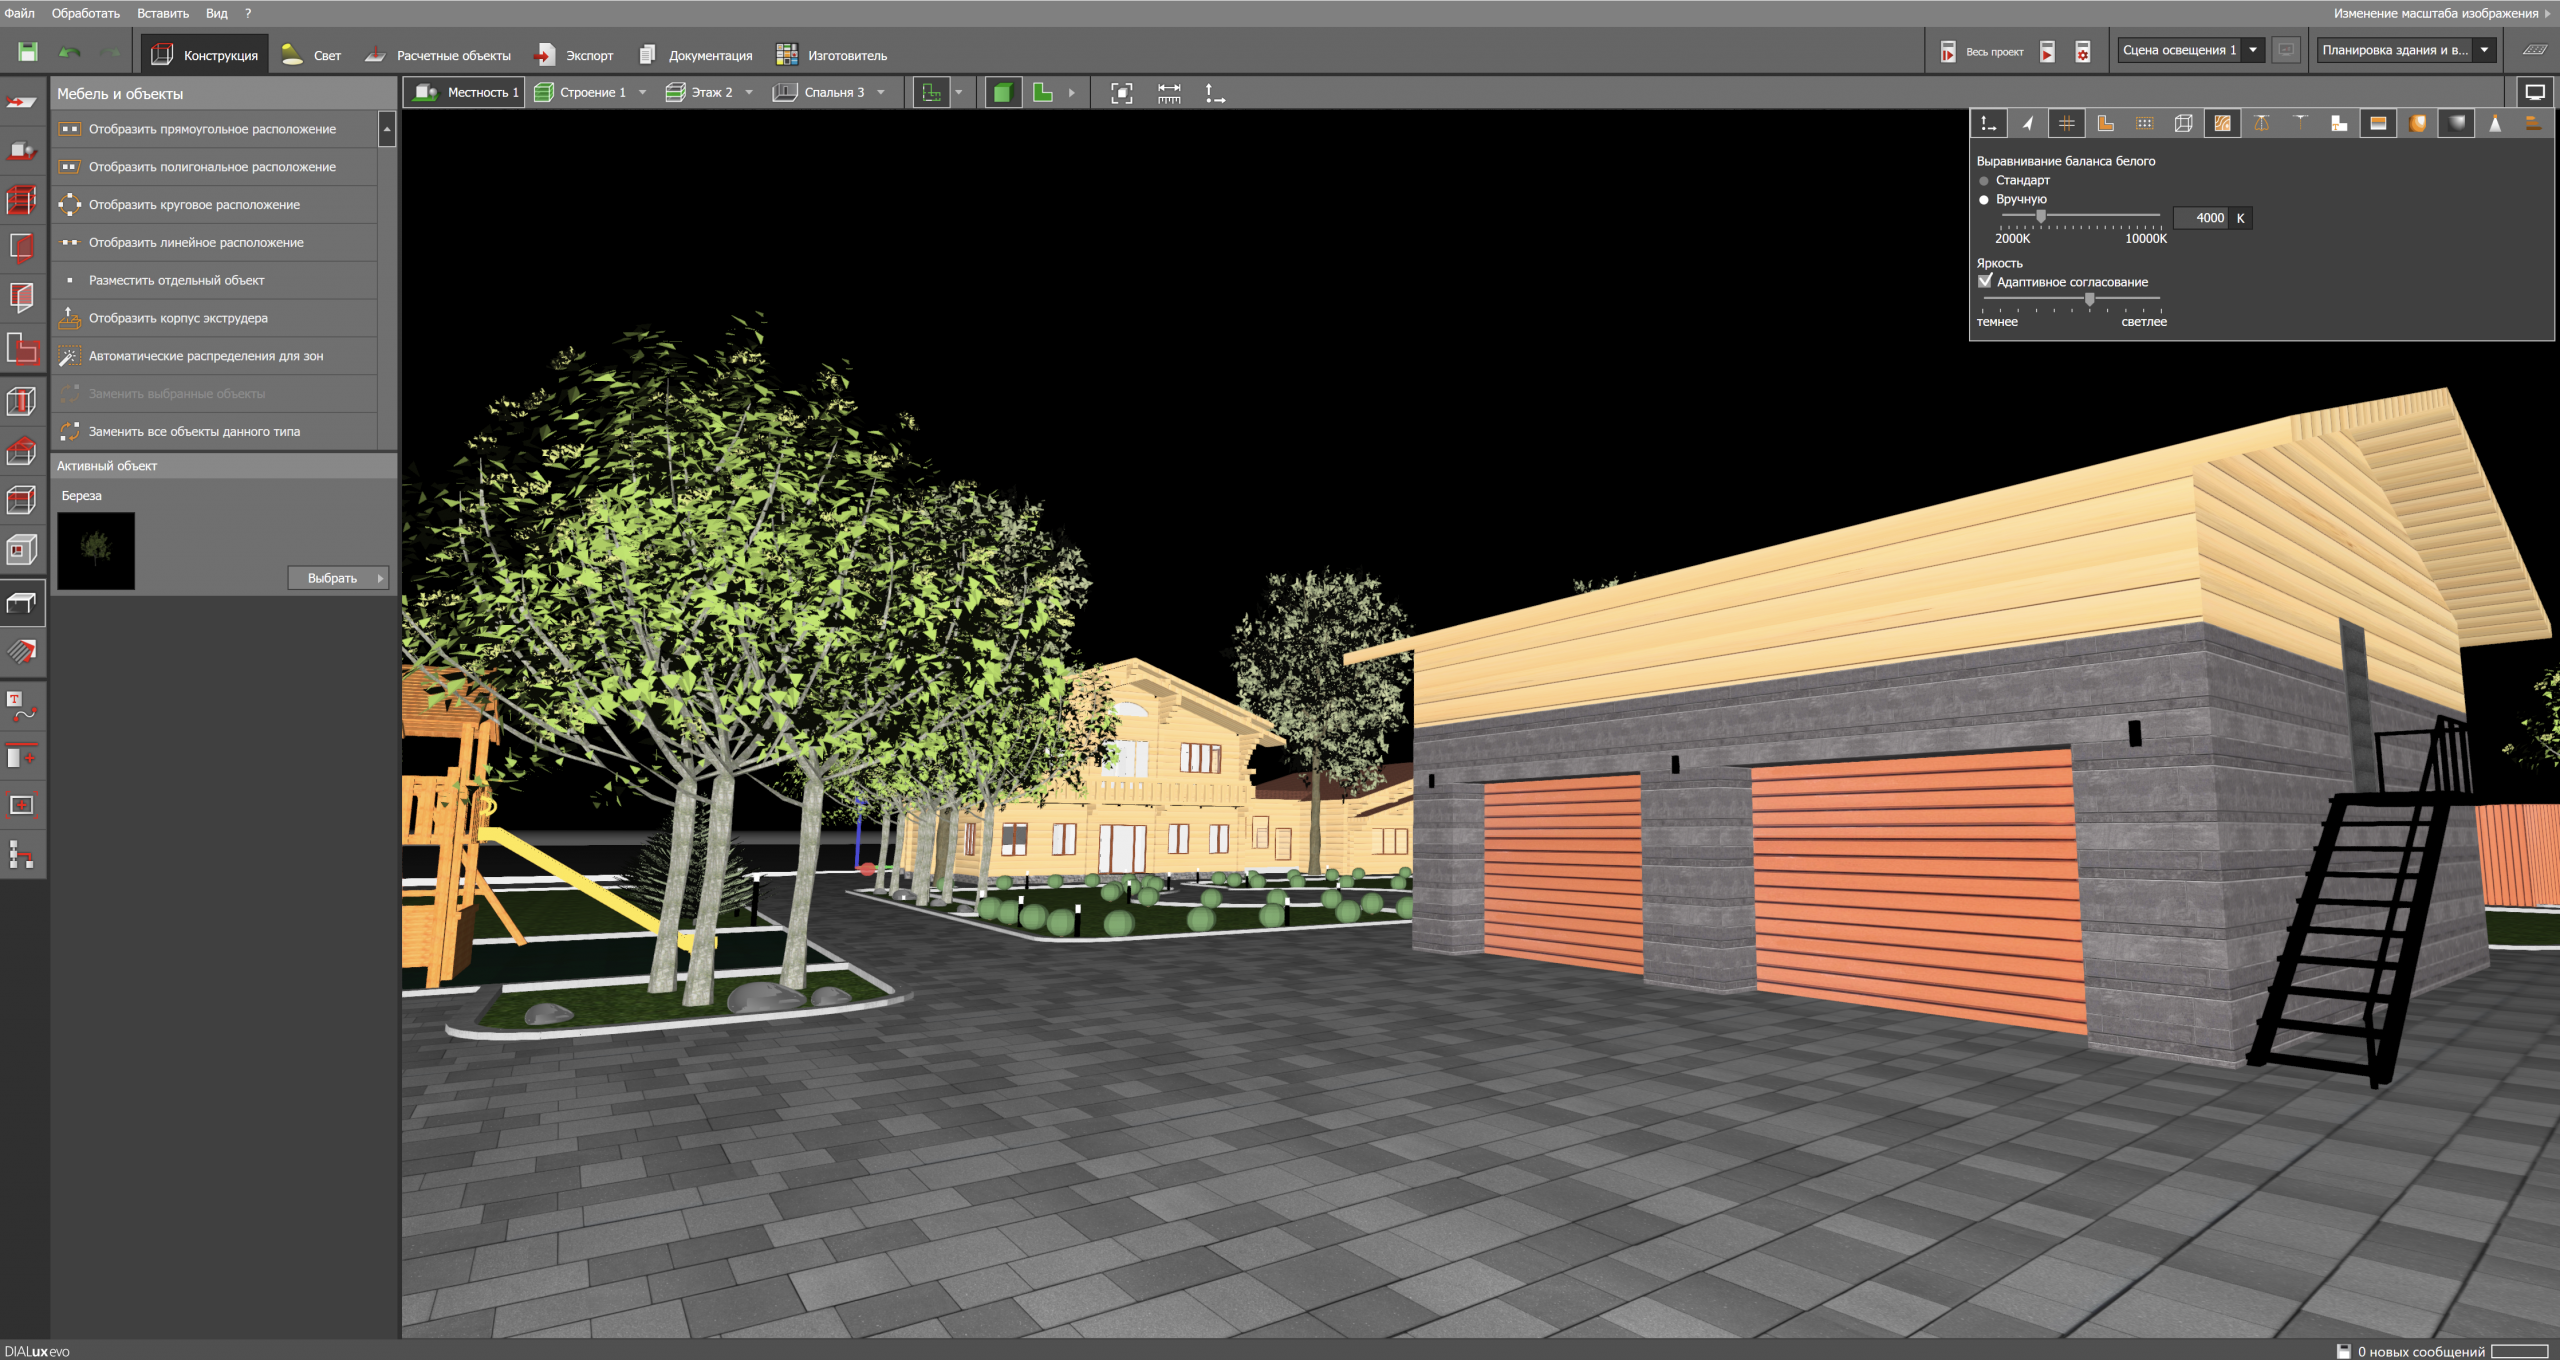 Файл Обработать Вставить Вид ?
Изменение масштаба изображения
Конструкция Свет Расчетные объекты Экспорт Документация Изготовитель
Весь проект Сцена освещения 1 Планировка здания и в...
Мебель и объекты
Местность 1 Строение 1 Этаж 2 Спальня 3
Отобразить прямоугольное расположение
Отобразить полигональное расположение
Отобразить круговое расположение
Отобразить линейное расположение
Разместить отдельный объект
Отобразить корпус экструдера
Автоматические распределения для зон
Заменить выбранные объекты
Заменить все объекты данного типа
Активный объект
Береза
Выбрать
Выравнивание баланса белого
Стандарт
Вручную
4000 K
2000K 10000K
Яркость
Адаптивное согласование
темнее светлее
T
DIALux evo
0 новых сообщений